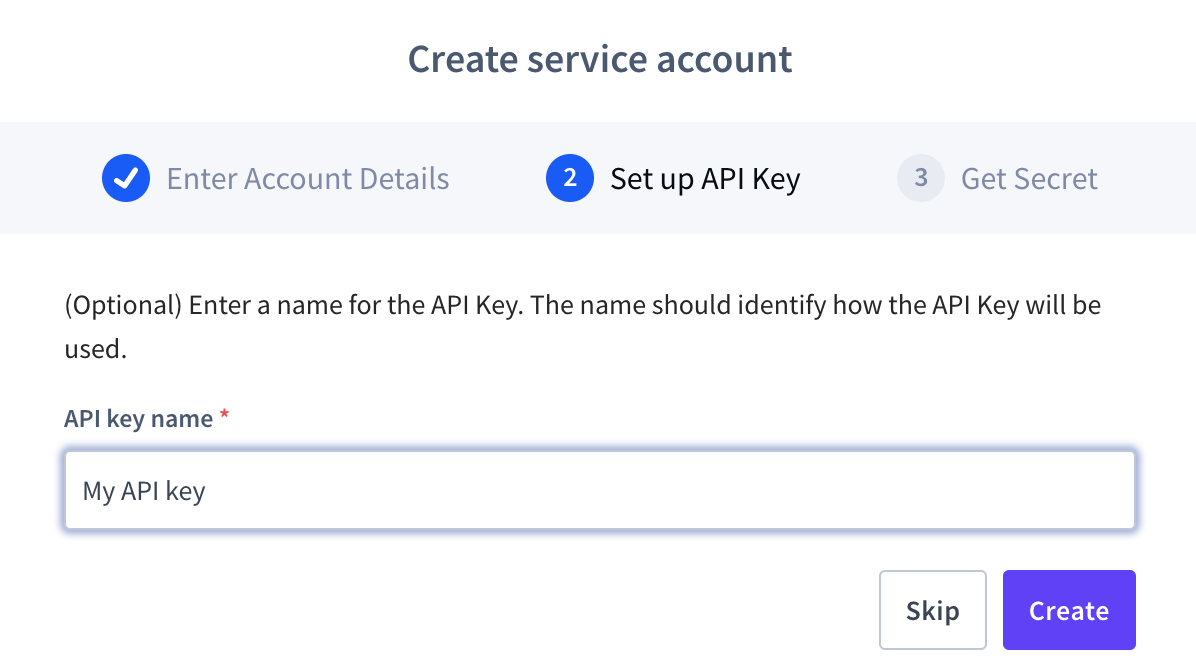 Create service account
Enter Account Details
2 Set up API Key
3 Get Secret
(Optional) Enter a name for the API Key. The name should identify how the API Key will be
used.
API key name *
My API key
Skip
Create